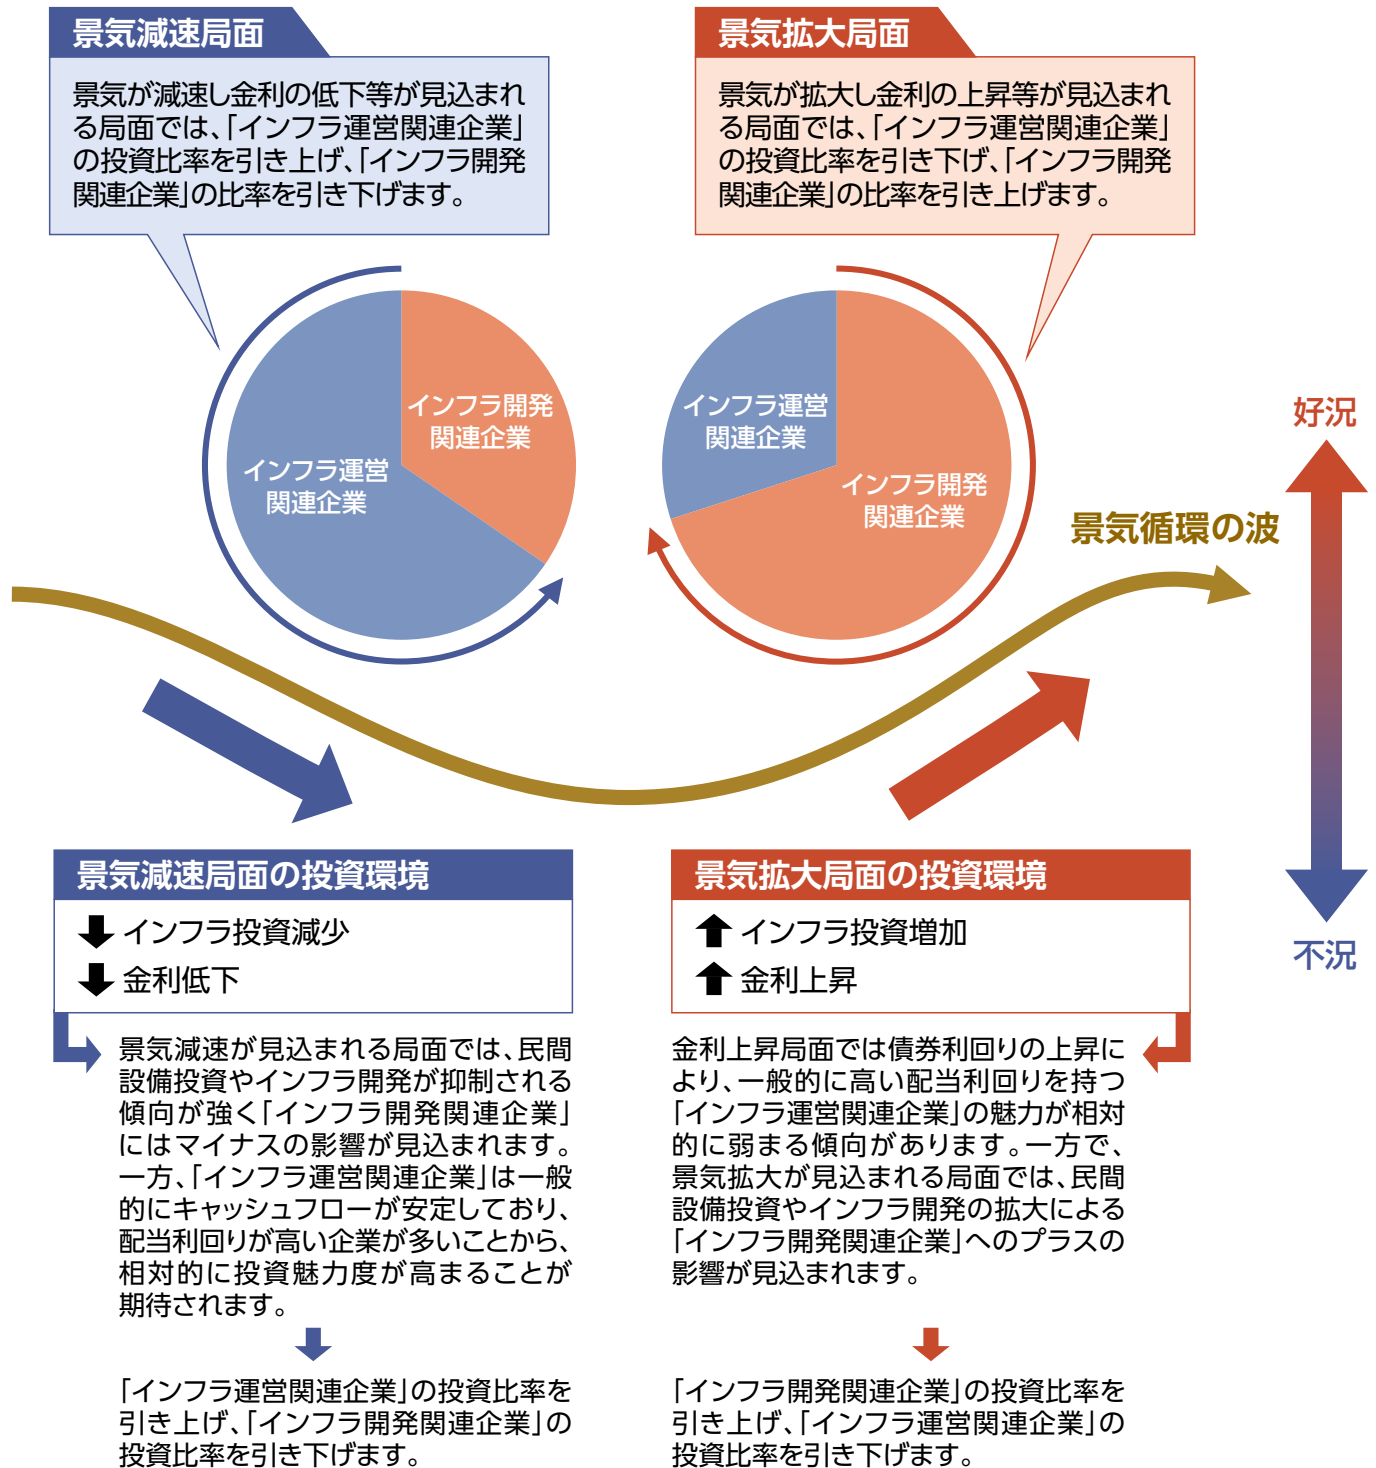 景気減速局面
景気が減速し金利の低下等が見込まれ
る局面では、「インフラ運営関連企業」
の投資比率を引き上げ、「インフラ開発
関連企業」の比率を引き下げます。
景気拡大局面
景気が拡大し金利の上昇等が見込まれ
る局面では、「インフラ運営関連企業」
の投資比率を引き下げ、「インフラ開発
関連企業」の比率を引き上げます。
インフラ開発
関連企業
インフラ運営
関連企業
インフラ運営
関連企業
インフラ開発
関連企業
好況
景気循環の波
不況
景気減速局面の投資環境
インフラ投資減少
金利低下
景気減速が見込まれる局面では、民間
設備投資やインフラ開発が抑制される
傾向が強く「インフラ開発関連企業」
にはマイナスの影響が見込まれます。
一方、「インフラ運営関連企業」は一般
的にキャッシュフローが安定しており、
配当利回りが高い企業が多いことから、
相対的に投資魅力度が高まることが
期待されます。
「インフラ運営関連企業」の投資比率を
引き上げ、「インフラ開発関連企業」の
投資比率を引き下げます。
景気拡大局面の投資環境
インフラ投資増加
金利上昇
金利上昇局面では債券利回りの上昇に
より、一般的に高い配当利回りを持つ
「インフラ運営関連企業」の魅力が相対
的に弱まる傾向があります。一方で、
景気拡大が見込まれる局面では、民間
設備投資やインフラ開発の拡大による
「インフラ開発関連企業」へのプラスの
影響が見込まれます。
「インフラ開発関連企業」の投資比率を
引き上げ、「インフラ運営関連企業」の
投資比率を引き下げます。